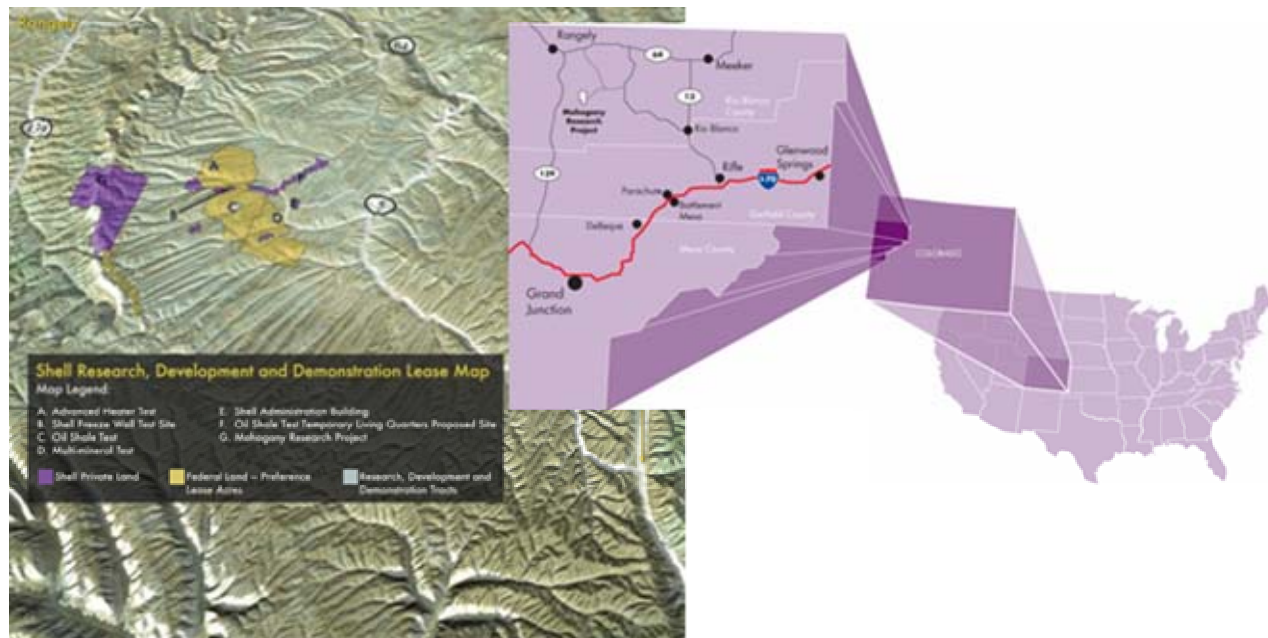 Rangely
A
G
C
D
Shell Research, Development and Demonstration Lease Map
Map Legend:
A. Advanced Heater Test
B. Shell Freeze Wall Test Site
C. Oil Shale Test
D. Multi-mineral Test
E. Shell Administration Building
F. Oil Shale Test Temporary Living Quarters Proposed Site
G. Mahogany Research Project
Shell Private Land
Federal Land – Preference
Lease Acres
Research, Development and
Demonstration Tracts
Rangely
64
Meeker
13
Mahogany
Research
Project
Rio Blanco
County
Rio Blanco
139
Rifle
Glenwood
Springs
I-70
Parachute
Battlement
Mesa
Garfield County
DeBeque
Mesa County
Grand
Junction
COLORADO